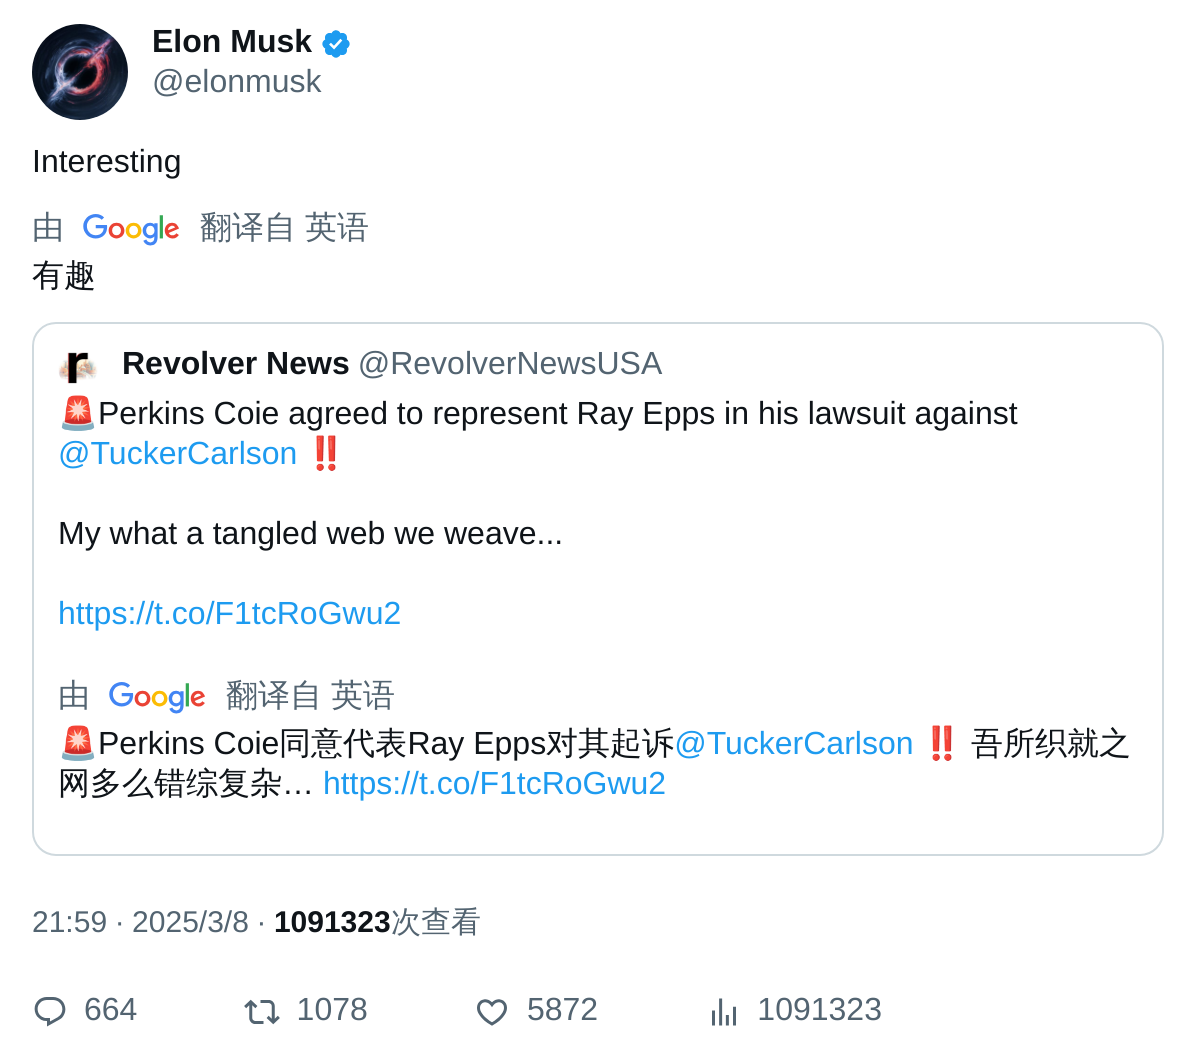 Elon Musk
@elonmusk
Interesting
由 Google 翻译自 英语
有趣
r Revolver News @RevolverNewsUSA
🚨Perkins Coie agreed to represent Ray Epps in his lawsuit against
@TuckerCarlson ‼️
My what a tangled web we weave...
https://t.co/F1tcRoGwu2
由 Google 翻译自 英语
🚨Perkins Coie同意代表Ray Epps对其起诉@TuckerCarlson ‼️ 吾所织就之
网多么错综复杂… https://t.co/F1tcRoGwu2
21:59 · 2025/3/8 · 1091323次查看
664 1078 5872 1091323